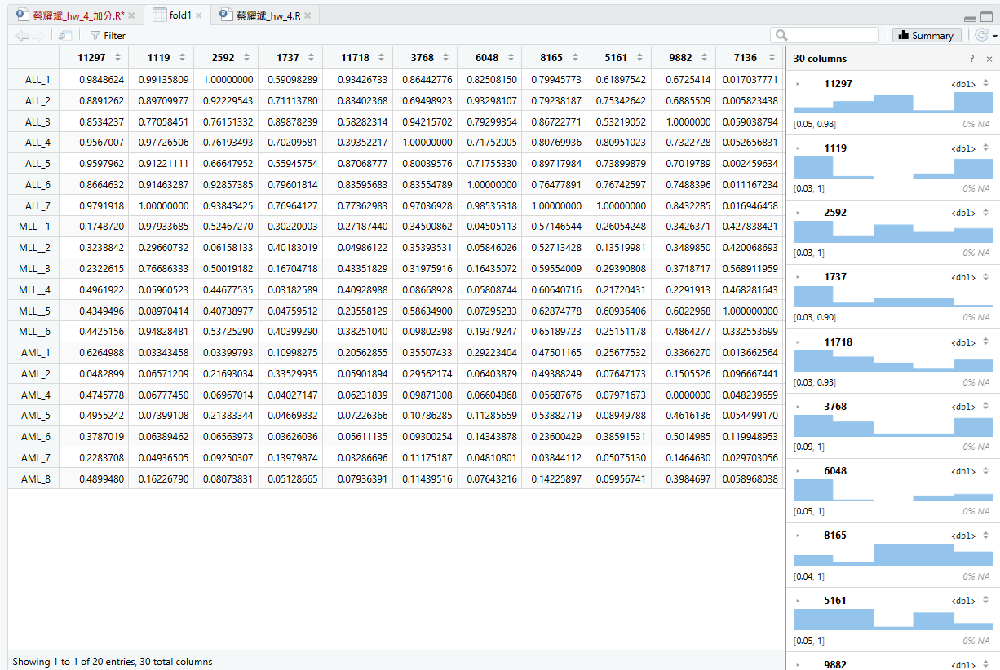 蔡耀斌_hw_4_加分.R* fold1 蔡耀斌_hw_4.R
Filter Summary
11297 1119 2592 1737 11718 3768 6048 8165 5161 9882 7136
ALL_1 0.9848624 0.99135809 1.00000000 0.59098289 0.93426733 0.86442776 0.82508150 0.79945773 0.61897542 0.6725414 0.017037771
ALL_2 0.8891262 0.89709977 0.92229543 0.71113780 0.83402368 0.69498923 0.93298107 0.79238187 0.75342642 0.6885509 0.005823438
ALL_3 0.8534237 0.77058451 0.76151332 0.89878239 0.58282314 0.94215702 0.79299354 0.86722771 0.53219052 1.0000000 0.059038794
ALL_4 0.9567007 0.97726506 0.76193493 0.70209581 0.39352217 1.00000000 0.71752005 0.80769936 0.80951023 0.7322728 0.052656831
ALL_5 0.9597962 0.91221111 0.66647952 0.55945754 0.87068777 0.80039576 0.71755330 0.89717984 0.73899879 0.7019789 0.002459634
ALL_6 0.8664632 0.91463287 0.92857385 0.79601814 0.83595683 0.83554789 1.00000000 0.76477891 0.76742597 0.7488396 0.011167234
ALL_7 0.9791918 1.00000000 0.93843425 0.76964127 0.77362983 0.97036928 0.98535318 1.00000000 1.00000000 0.8432285 0.016946458
MLL__1 0.1748720 0.97933685 0.52467270 0.30220003 0.27187440 0.34500862 0.04505113 0.57146544 0.26054248 0.3426371 0.427838421
MLL__2 0.3238842 0.29660732 0.06158133 0.40183019 0.04986122 0.35393531 0.05846026 0.52713428 0.13519981 0.3489850 0.420068693
MLL__3 0.2322615 0.76686333 0.50019182 0.16704718 0.43351829 0.31975916 0.16435072 0.59554009 0.29390808 0.3718717 0.568911959
MLL__4 0.4961922 0.05960523 0.44677535 0.03182589 0.40928988 0.08668928 0.05808744 0.60640716 0.21720431 0.2291913 0.468281643
MLL__5 0.4349496 0.08970414 0.40738977 0.04759512 0.23558129 0.58634900 0.07295233 0.62874778 0.60936406 0.6022968 1.000000000
MLL__6 0.4425156 0.94828481 0.53725290 0.40399290 0.38251040 0.09802398 0.19379247 0.65189723 0.25151178 0.4864277 0.332553699
AML_1 0.6264988 0.03343458 0.03399793 0.10998275 0.20562855 0.35507433 0.29223404 0.47501165 0.25677532 0.3366270 0.013662564
AML_2 0.0482899 0.06571209 0.21693034 0.33529935 0.05901894 0.29562174 0.06403879 0.49388249 0.07647173 0.1505526 0.096667441
AML_4 0.4745778 0.06777450 0.06967014 0.04027147 0.06231839 0.09871308 0.06604868 0.05687676 0.07971673 0.0000000 0.048239659
AML_5 0.4955242 0.07399108 0.21383344 0.04669832 0.07226366 0.10786285 0.11285659 0.53882719 0.08949788 0.4616136 0.054499170
AML_6 0.3787019 0.06389462 0.06563973 0.03626036 0.05611135 0.09300254 0.14343878 0.23600429 0.38591531 0.5014985 0.119948953
AML_7 0.2283708 0.04936505 0.09250307 0.13979874 0.03286696 0.11175187 0.04810801 0.03844112 0.05075130 0.1464630 0.029703056
AML_8 0.4899480 0.16226790 0.08073831 0.05128665 0.07936391 0.11439516 0.07643216 0.14225897 0.09956741 0.3984697 0.058968038
Showing 1 to 1 of 20 entries, 30 total columns
30 columns ?
11297 <dbl>
[0.05, 0.98] 0% NA
1119 <dbl>
[0.03, 1] 0% NA
2592 <dbl>
[0.03, 1] 0% NA
1737 <dbl>
[0.03, 0.90] 0% NA
11718 <dbl>
[0.03, 0.93] 0% NA
3768 <dbl>
[0.09, 1] 0% NA
6048 <dbl>
[0.05, 1] 0% NA
8165 <dbl>
[0.04, 1] 0% NA
5161 <dbl>
[0.05, 1] 0% NA
9882 <dbl>